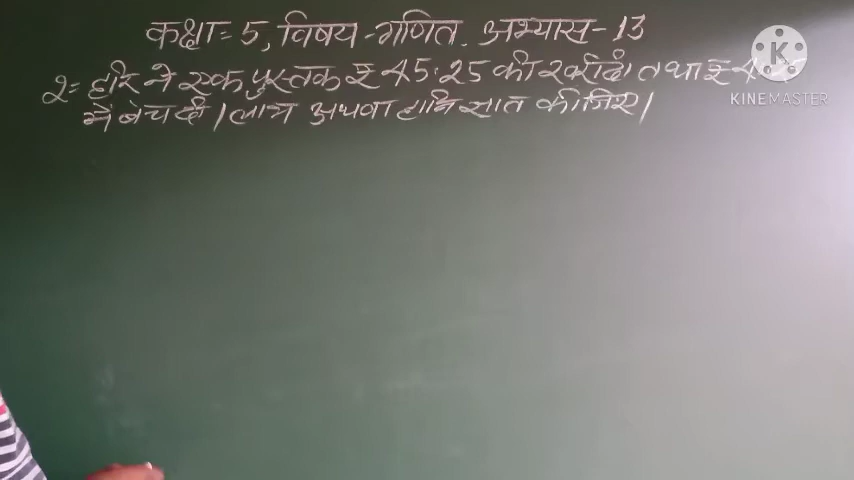 कक्षा= 5, विषय-गणित. अभ्यास-13
2= हरि ने एक पुस्तक ₹ 45.25 की खरीदी तथा ₹
में बेच दी। लाभ अथवा हानि ज्ञात कीजिए।
KINEMASTER